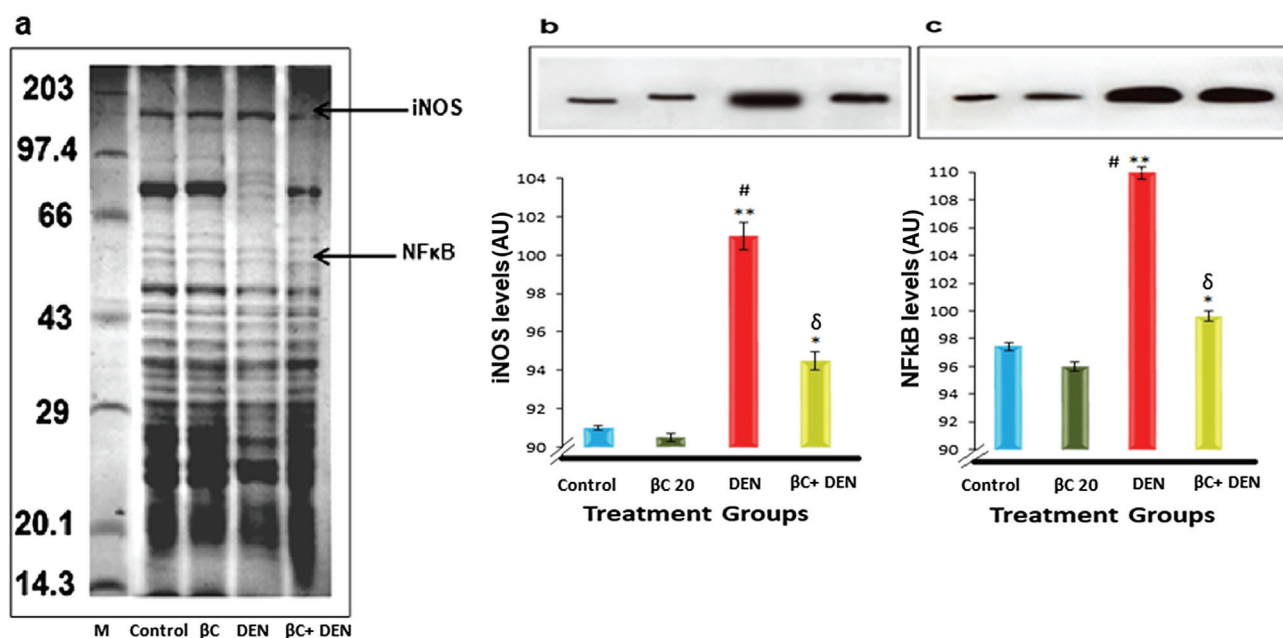 a
203
97.4
66
43
29
20.1
14.3
iNOS
NFκB
M Control βC DEN βC+ DEN
b
iNOS levels (AU)
104
102
100
98
96
94
92
90
#
**
δ
*
Control βC 20 DEN βC+ DEN
Treatment Groups
c
NFkB levels (AU)
110
108
106
104
102
100
98
96
94
92
90
# **
δ
*
Control βC 20 DEN βC+ DEN
Treatment Groups